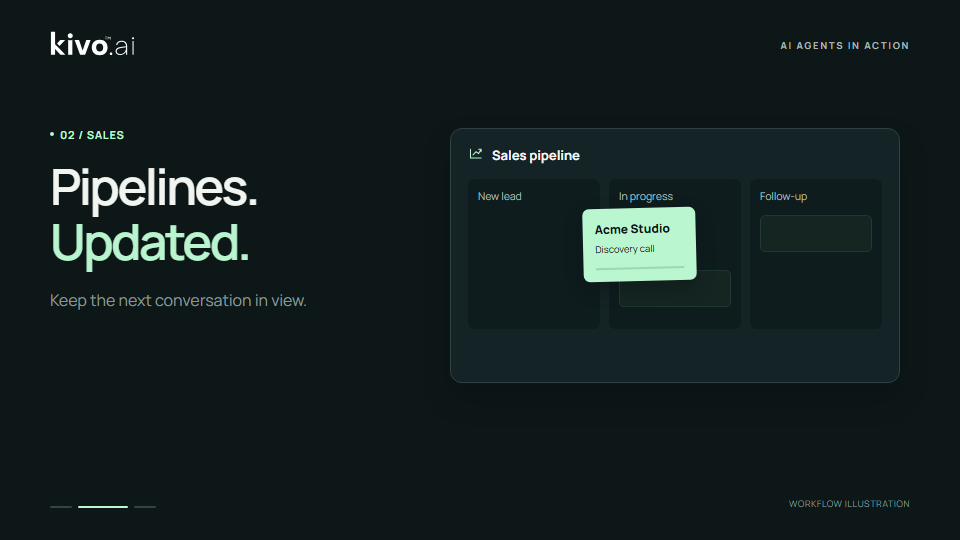 kivo.ai™
AI AGENTS IN ACTION
02 / SALES
Pipelines.
Updated.
Keep the next conversation in view.
Sales pipeline
New lead
In progress
Follow-up
Acme Studio
Discovery call
WORKFLOW ILLUSTRATION